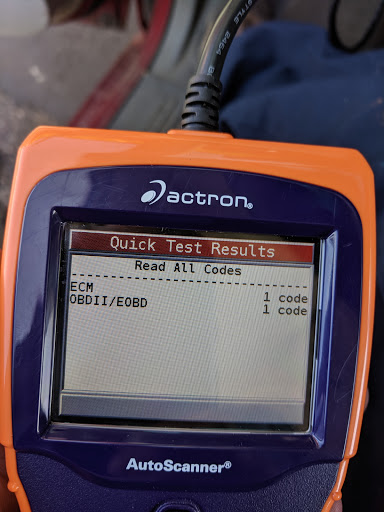 actron®
Quick Test Results
Read All Codes
ECM 1 code
OBDII/EOBD 1 code
AutoScanner®